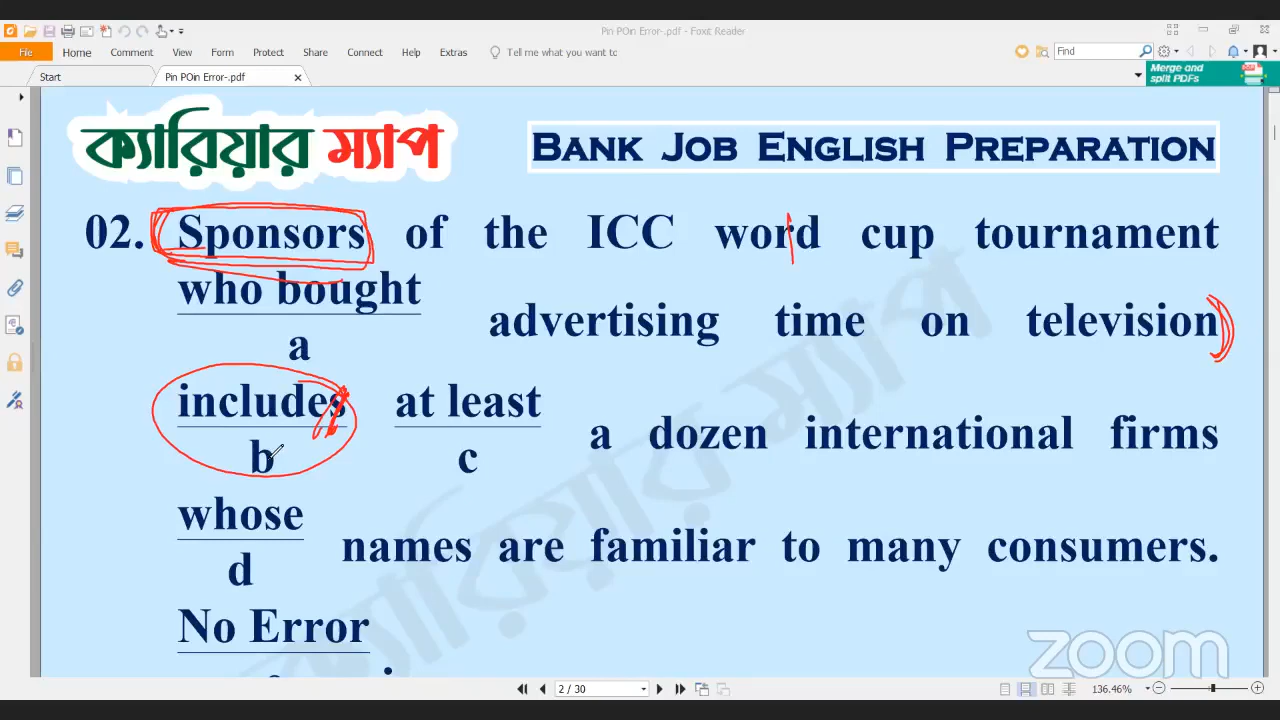 Pin POin Error-.pdf - Foxit Reader
File Home Comment View Form Protect Share Connect Help Extras Tell me what you want to Find
Start Pin POin Error-.pdf Merge and split PDFs
ক্যারিয়ার ম্যাপ BANK JOB ENGLISH PREPARATION
02. Sponsors of the ICC word cup tournament
who bought advertising time on television
a
includes at least a dozen international firms
b c
whose names are familiar to many consumers.
d
No Error
zoom
2 / 30 136.46%